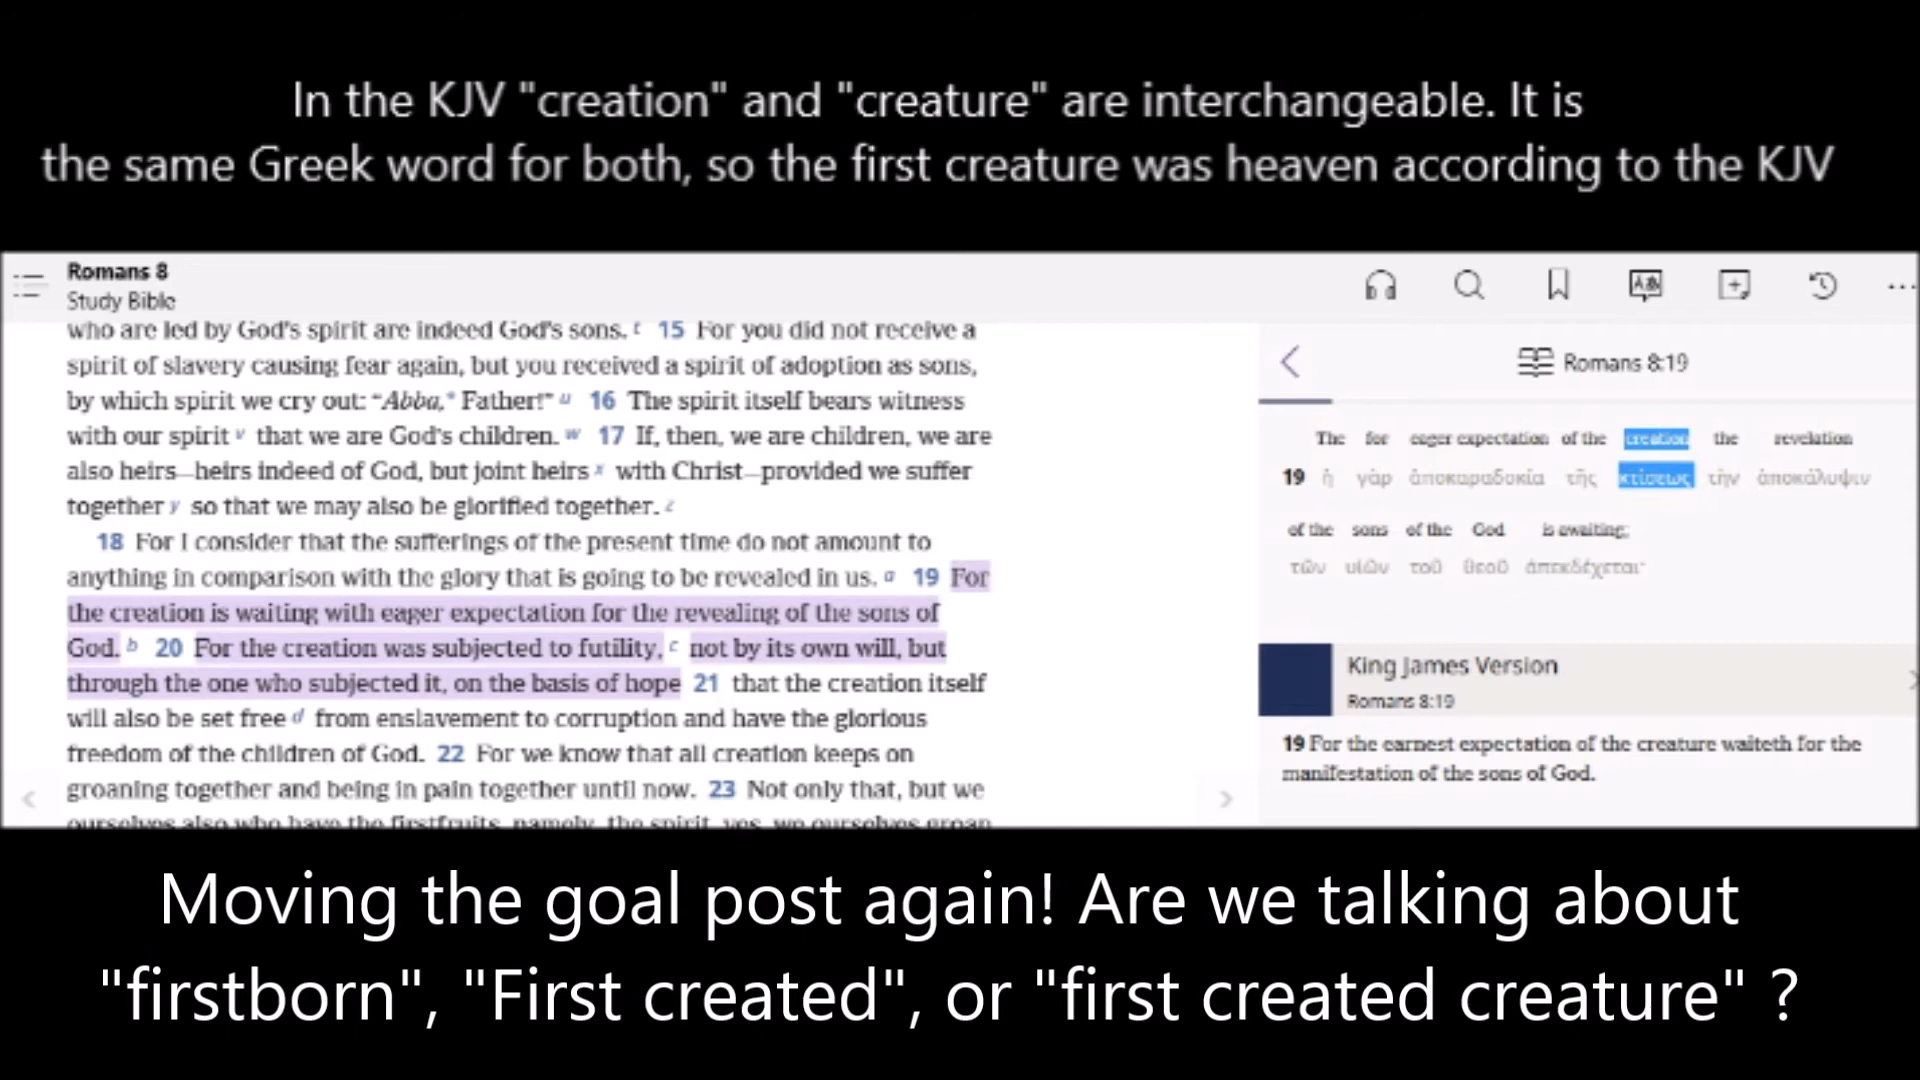 In the KJV "creation" and "creature" are interchangeable. It is
the same Greek word for both, so the first creature was heaven according to the KJV
Romans 8
Study Bible
who are led by God's spirit are indeed God's sons. t 15 For you did not receive a
spirit of slavery causing fear again, but you received a spirit of adoption as sons,
by which spirit we cry out: “Abba,* Father!” u 16 The spirit itself bears witness
with our spirit v that we are God's children. w 17 If, then, we are children, we are
also heirs—heirs indeed of God, but joint heirs x with Christ—provided we suffer
together y so that we may also be glorified together. z
18 For I consider that the sufferings of the present time do not amount to
anything in comparison with the glory that is going to be revealed in us. a 19 For
the creation is waiting with eager expectation for the revealing of the sons of
God. b 20 For the creation was subjected to futility, c not by its own will, but
through the one who subjected it, on the basis of hope 21 that the creation itself
will also be set free d from enslavement to corruption and have the glorious
freedom of the children of God. 22 For we know that all creation keeps on
groaning together and being in pain together until now. 23 Not only that, but we
ourselves also who have the firstfruits, namely, the spirit, yes, we ourselves groan
Romans 8:19
The for eager expectation of the creation the revelation
19 ἡ γὰρ ἀποκαραδοκία τῆς κτίσεως τὴν ἀποκάλυψιν
of the sons of the God is awaiting;
τῶν υἱῶν τοῦ θεοῦ ἀπεκδέχεται·
King James Version
Romans 8:19
19 For the earnest expectation of the creature waiteth for the
manifestation of the sons of God.
Moving the goal post again! Are we talking about
"firstborn", "First created", or "first created creature" ?